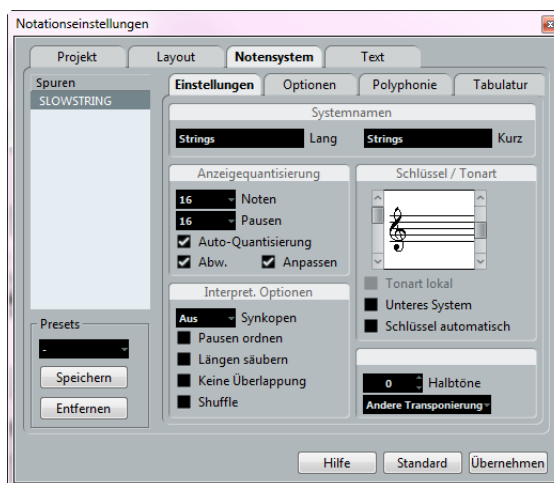 Notationseinstellungen
Projekt Layout Notensystem Text
Spuren
SLOWSTRING
Einstellungen Optionen Polyphonie Tabulatur
Systemnamen
Strings Lang Strings Kurz
Anzeigequantisierung
16 Noten
16 Pausen
Auto-Quantisierung
Abw. Anpassen
Schlüssel / Tonart
Tonart lokal
Unteres System
Schlüssel automatisch
Interpret. Optionen
Aus Synkopen
Pausen ordnen
Längen säubern
Keine Überlappung
Shuffle
0 Halbtöne
Andere Transponierung
Presets
-
Speichern
Entfernen
Hilfe Standard Übernehmen